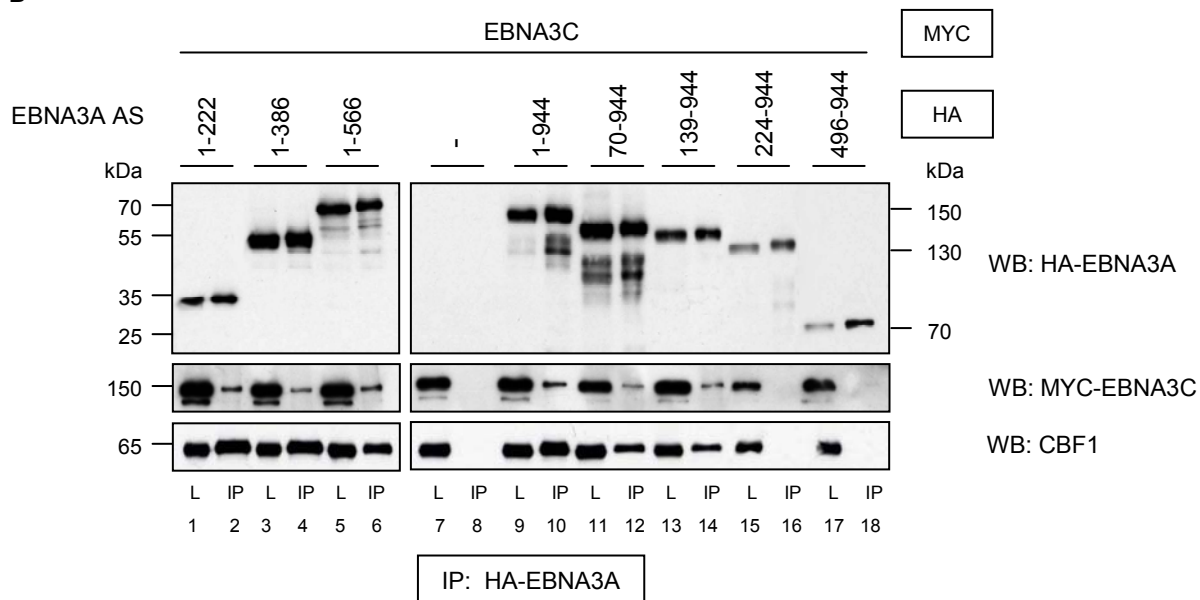 EBNA3C
MYC
EBNA3A AS
1-222
1-386
1-566
-
1-944
70-944
139-944
224-944
496-944
HA
kDa
kDa
70
55
35
25
150
130
70
WB: HA-EBNA3A
150
WB: MYC-EBNA3C
65
WB: CBF1
L IP L IP L IP L IP L IP L IP L IP L IP L IP
1 2 3 4 5 6 7 8 9 10 11 12 13 14 15 16 17 18
IP: HA-EBNA3A